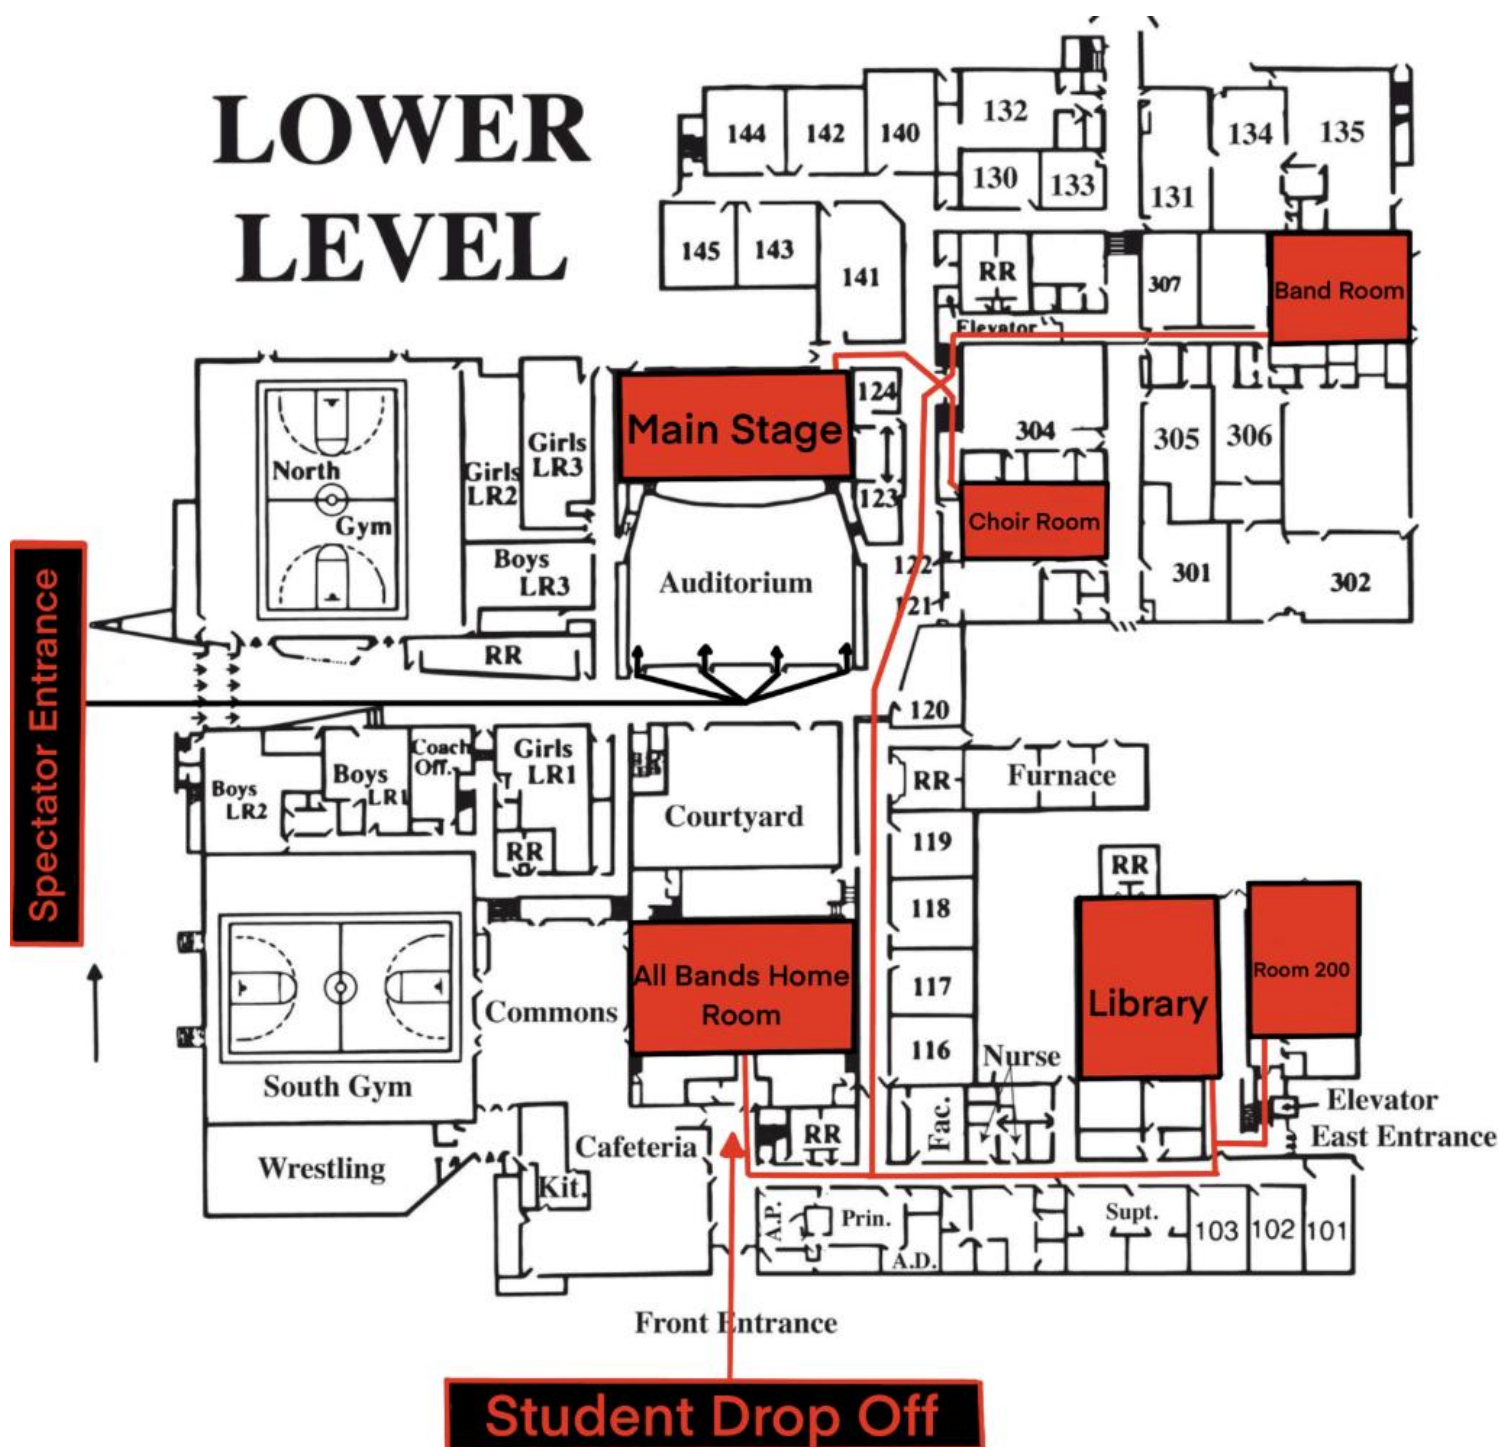 LOWER
LEVEL
144
142
140
132
130
133
131
134
135
145
143
141
RR
307
Band Room
Elevator
Main Stage
124
304
305
306
North
Gym
Girls
LR2
Girls
LR3
123
Choir Room
Boys
LR3
Auditorium
122
121
301
302
RR
Spectator Entrance
120
Boys
LR2
Boys
LR1
Coach
Off.
Girls
LR1
RR
Courtyard
RR
Furnace
119
118
117
116
RR
Library
Room 200
All Bands Home
Room
Commons
South Gym
Nurse
Fac.
Elevator
East Entrance
Wrestling
Cafeteria
Kit.
RR
A.P.
Prin.
A.D.
Supt.
103
102
101
Front Entrance
Student Drop Off